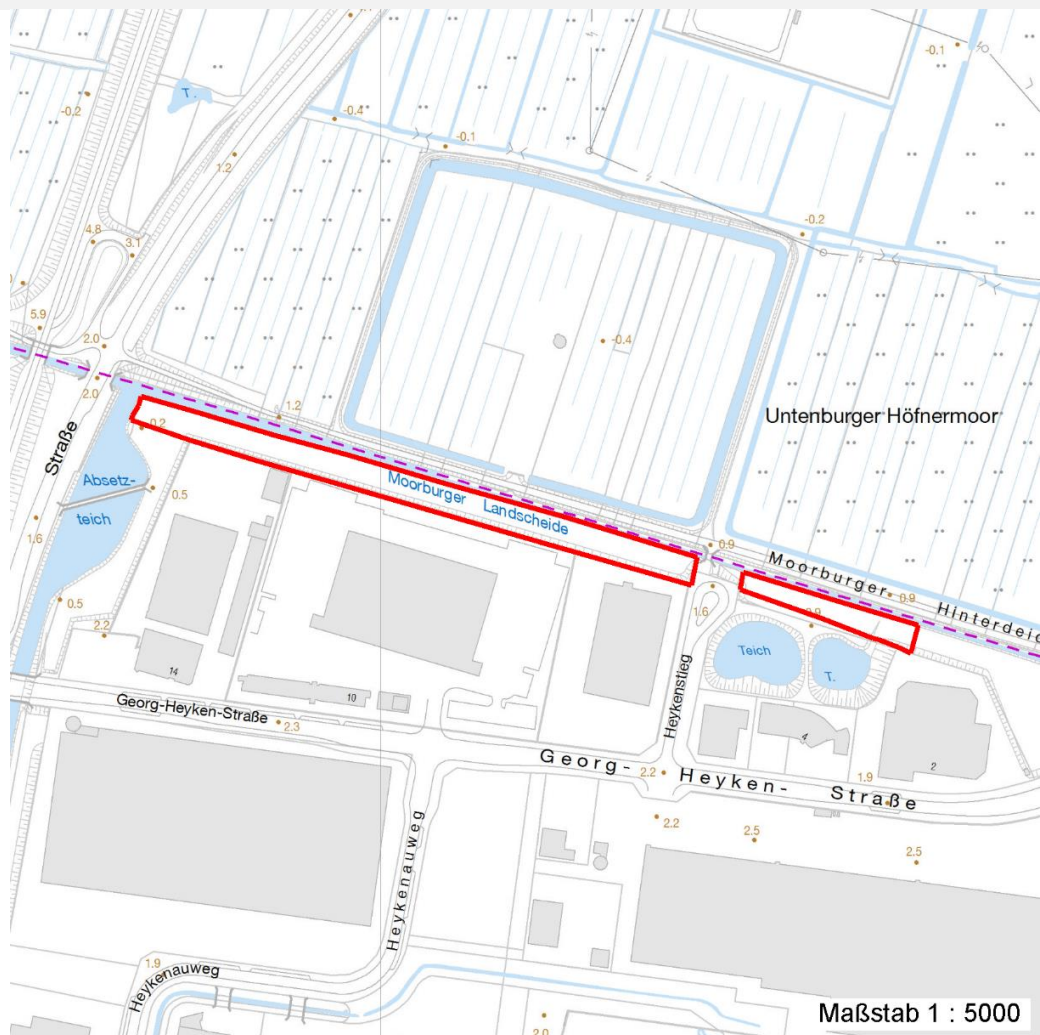 4.1
-0.1
-0.2
T.
-0.4
-0.1
1.2
-0.2
4.8
3.1
5.9
2.0
-0.4
2.0
1.2
Untenburger Höfnermoor
0.2
Straße
Absetz-
teich
0.5
Moorburger Landscheide
1.6
0.9
Moorburger Hinterdeich
0.9
0.5
2.2
1.6
0.9
Teich
T.
14
10
Heykenstieg
Georg-Heyken-Straße
2.3
4
2
Georg-Heyken-Straße
2.2
1.9
2.2
2.5
2.5
Heykenauweg
1.9
Heykenauweg
2.0
Maßstab 1 : 5000